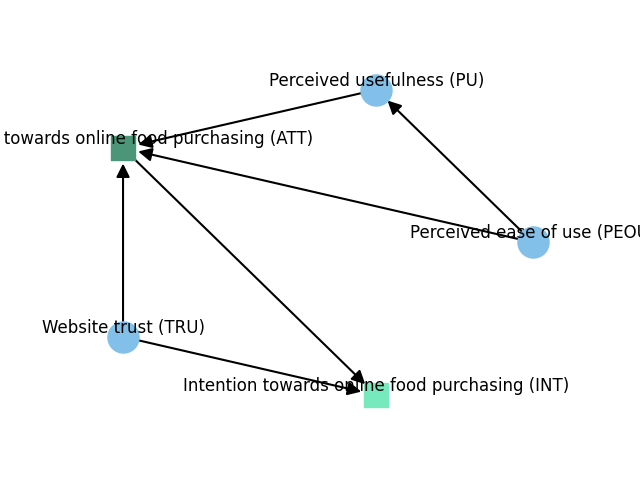 Perceived usefulness (PU)
towards online food purchasing (ATT)
Perceived ease of use (PEOU
Website trust (TRU)
Intention towards online food purchasing (INT)